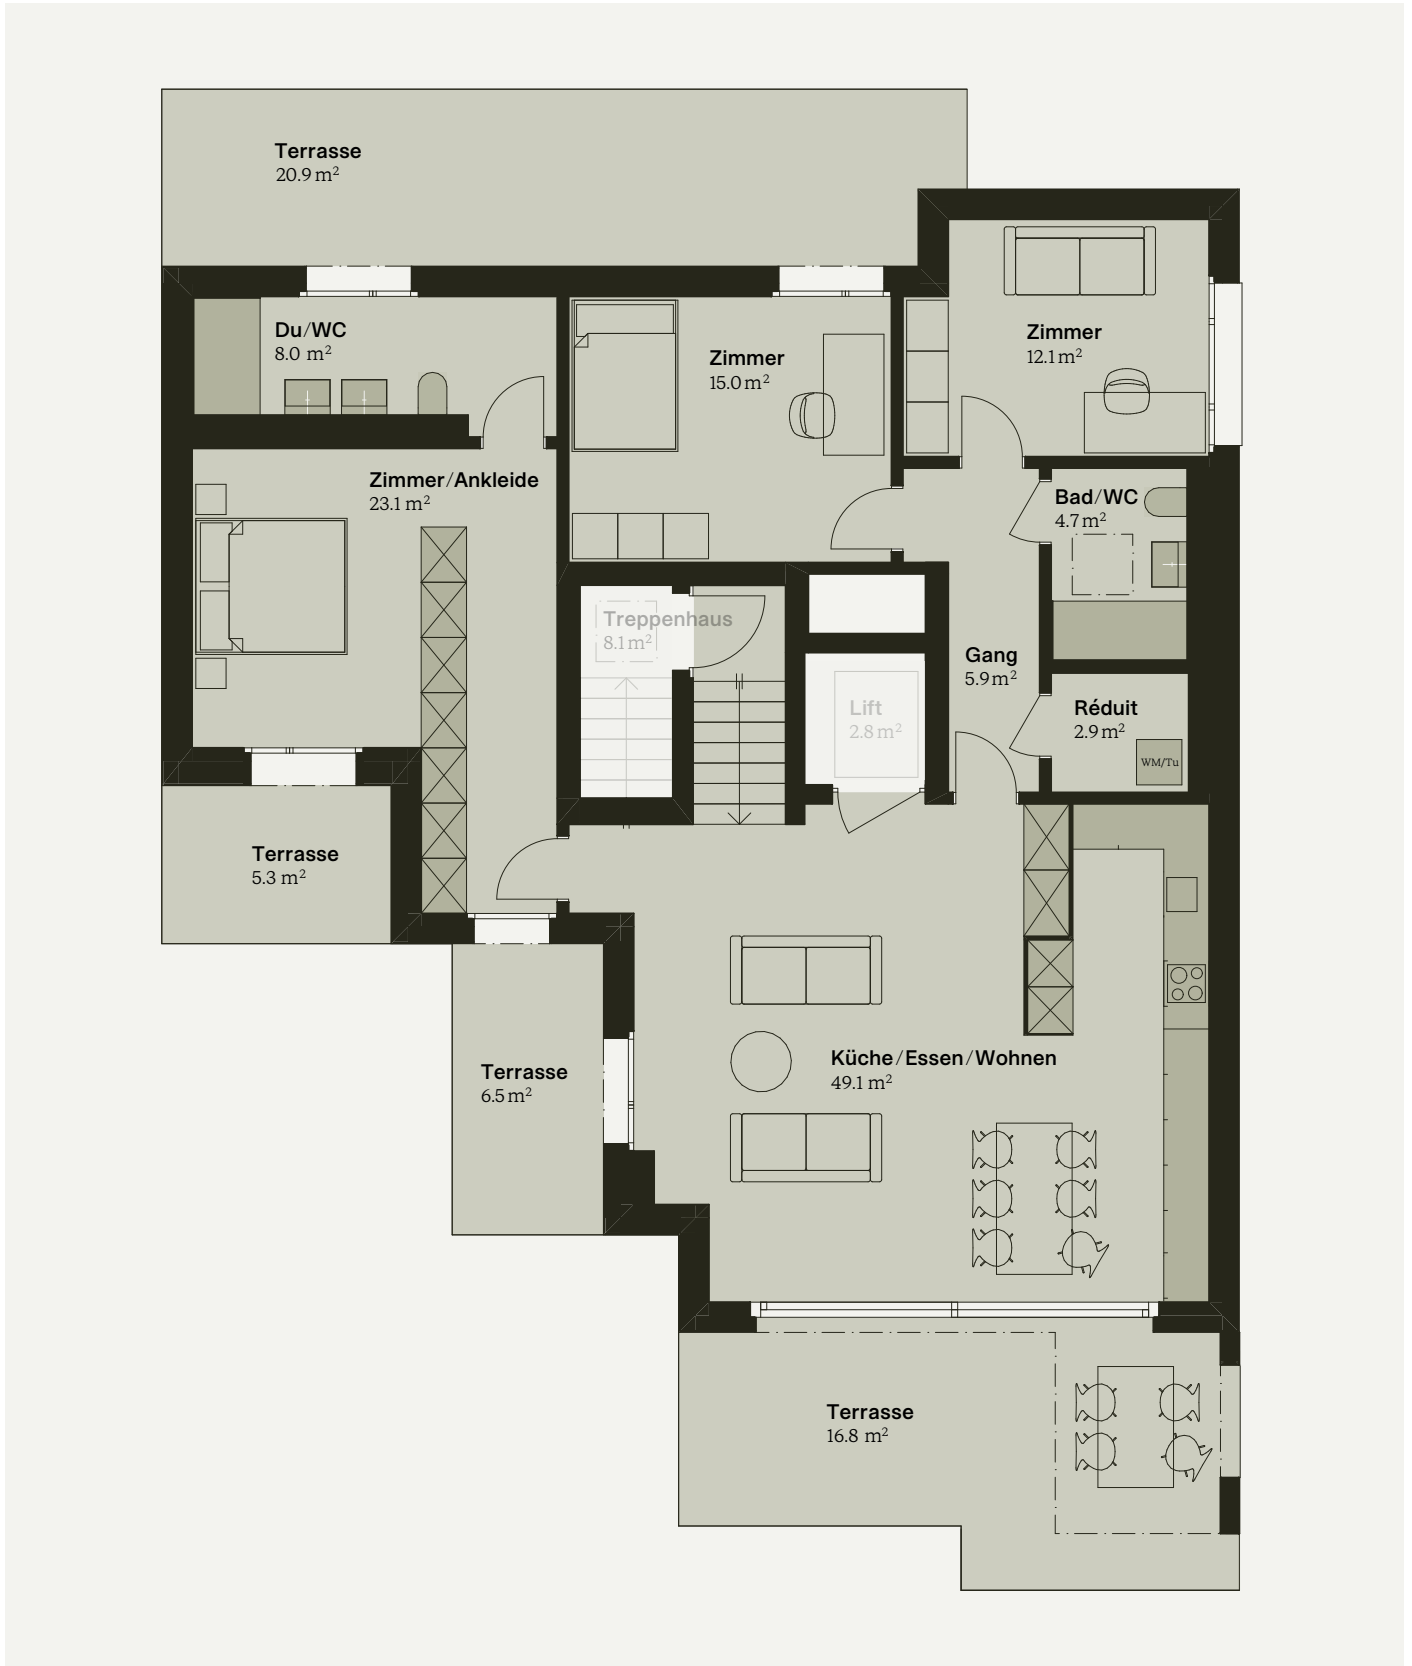 Terrasse
20.9 m²
Du/WC
8.0 m²
Zimmer
15.0 m²
Zimmer
12.1 m²
Zimmer/Ankleide
23.1 m²
Bad/WC
4.7 m²
Treppenhaus
8.1 m²
Gang
5.9 m²
Lift
2.8 m²
Réduit
2.9 m²
WM/Tu
Terrasse
5.3 m²
Terrasse
6.5 m²
Küche/Essen/Wohnen
49.1 m²
Terrasse
16.8 m²